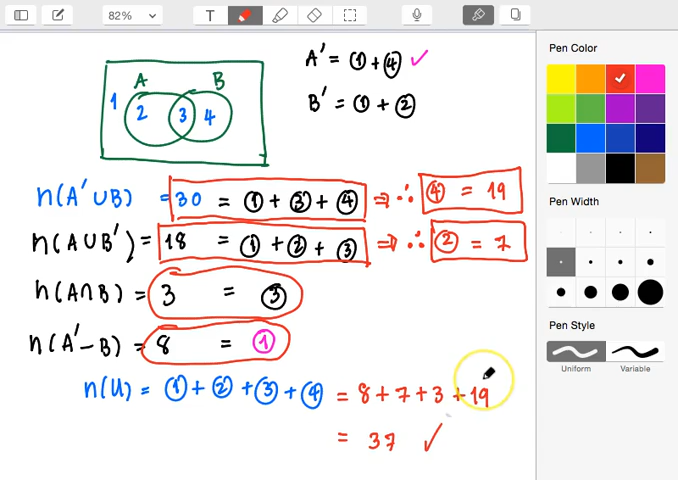 82%
T
A B
1 2 3 4
A' = ① + ④ ✓
B' = ① + ②
n(A' ∪ B) = 30 = ① + ③ + ④ ⇒ ∴ ④ = 19
n(A ∪ B') = 18 = ① + ② + ③ ⇒ ∴ ② = 7
n(A ∩ B) = 3 = ③
n(A' − B) = 8 = ①
n(U) = ① + ② + ③ + ④ = 8 + 7 + 3 + 19
= 37 ✓
Pen Color
Pen Width
Pen Style
Uniform Variable